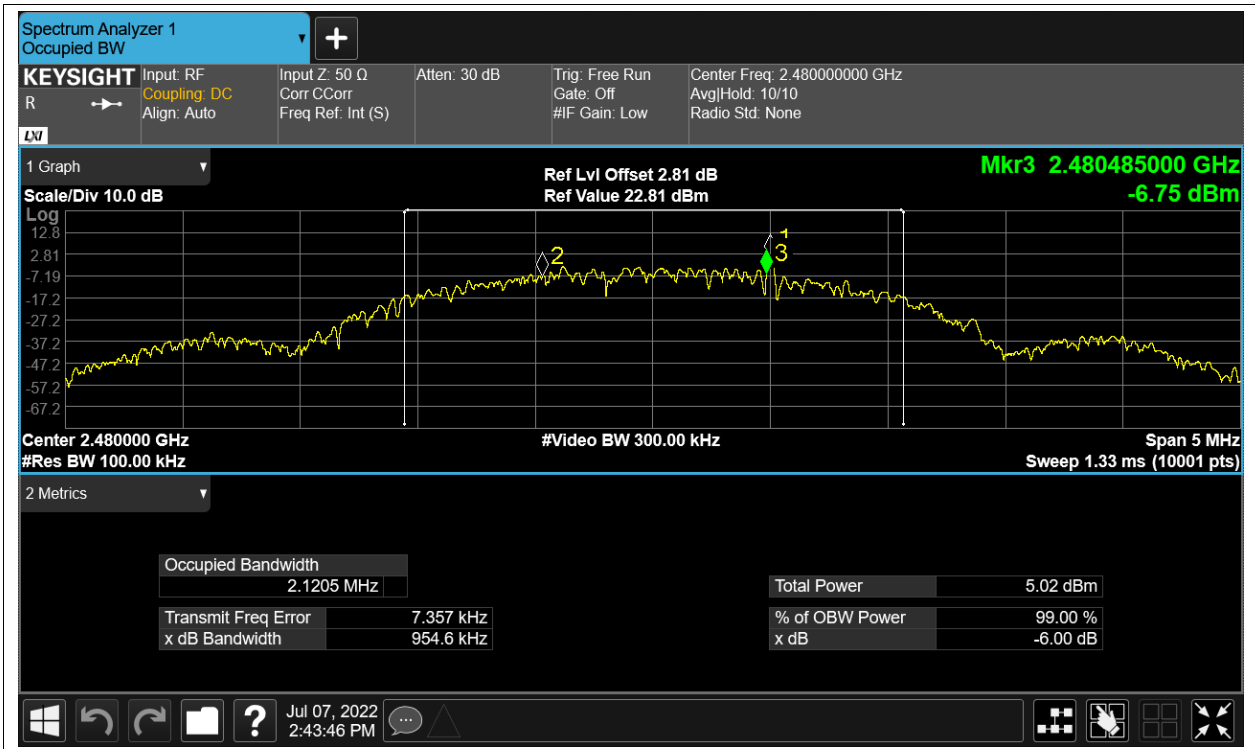 Spectrum Analyzer 1
Occupied BW
+
KEYSIGHT
R
LXI
Input: RF
Coupling: DC
Align: Auto
Input Z: 50 Ω
Corr CCorr
Freq Ref: Int (S)
Atten: 30 dB
Trig: Free Run
Gate: Off
#IF Gain: Low
Center Freq: 2.480000000 GHz
Avg|Hold: 10/10
Radio Std: None
1 Graph
Scale/Div 10.0 dB
Ref Lvl Offset 2.81 dB
Ref Value 22.81 dBm
Mkr3 2.480485000 GHz
-6.75 dBm
Log
12.8
2.81
-7.19
-17.2
-27.2
-37.2
-47.2
-57.2
-67.2
2
1
3
Center 2.480000 GHz
#Res BW 100.00 kHz
#Video BW 300.00 kHz
Span 5 MHz
Sweep 1.33 ms (10001 pts)
2 Metrics
Occupied Bandwidth
2.1205 MHz
Transmit Freq Error 7.357 kHz
x dB Bandwidth 954.6 kHz
Total Power 5.02 dBm
% of OBW Power 99.00 %
x dB -6.00 dB
?
Jul 07, 2022
2:43:46 PM